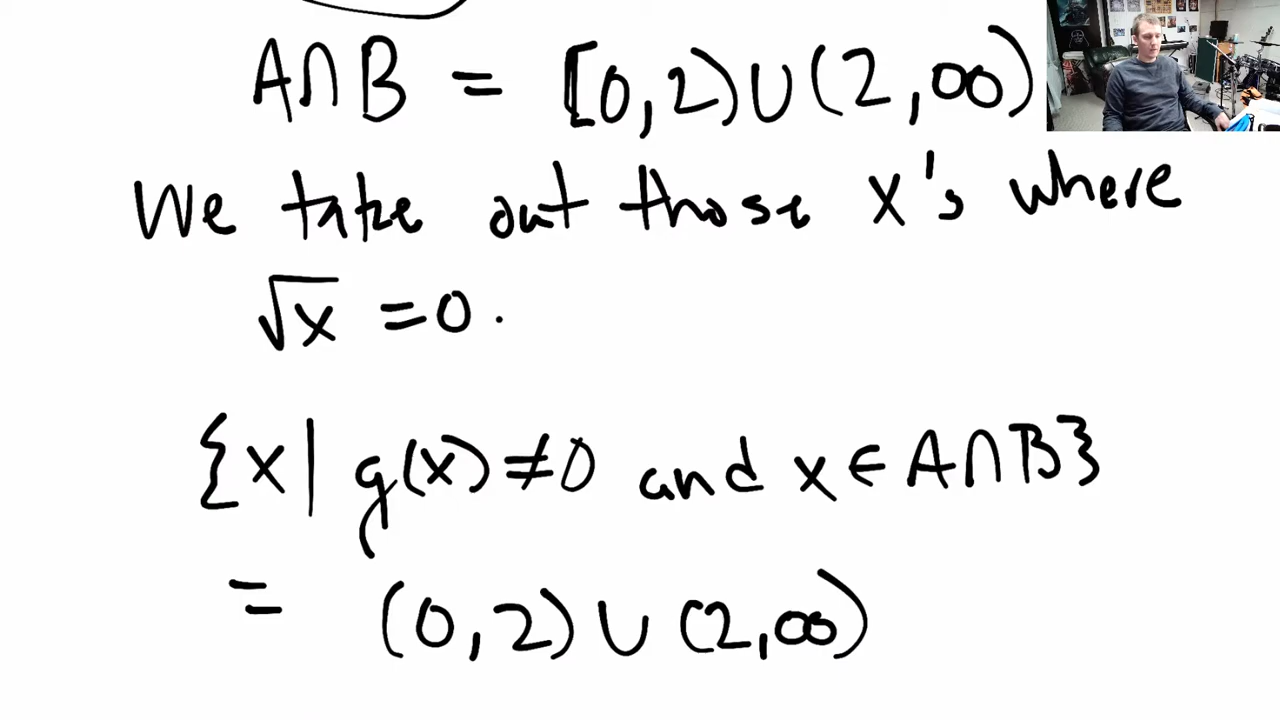 A∩B = [0,2)∪(2,∞)
We take out those x's where
√x = 0.
{x| g(x)≠0 and x∈A∩B}
= (0,2)∪(2,∞)